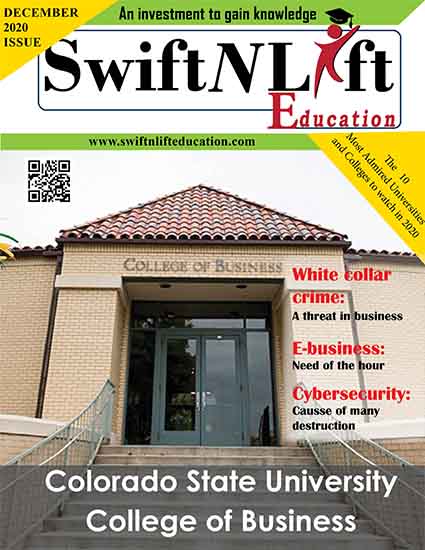 DECEMBER
2020
ISSUE
An investment to gain knowledge
SwiftNLift
Education
www.swiftnlifteducation.com
The 10
Most Admired Universities
and Colleges to watch in 2020
COLLEGE OF BUSINESS
White collar
crime:
A threat in business
E-business:
Need of the hour
Cybersecurity:
Causse of many
destruction
Colorado State University
College of Business